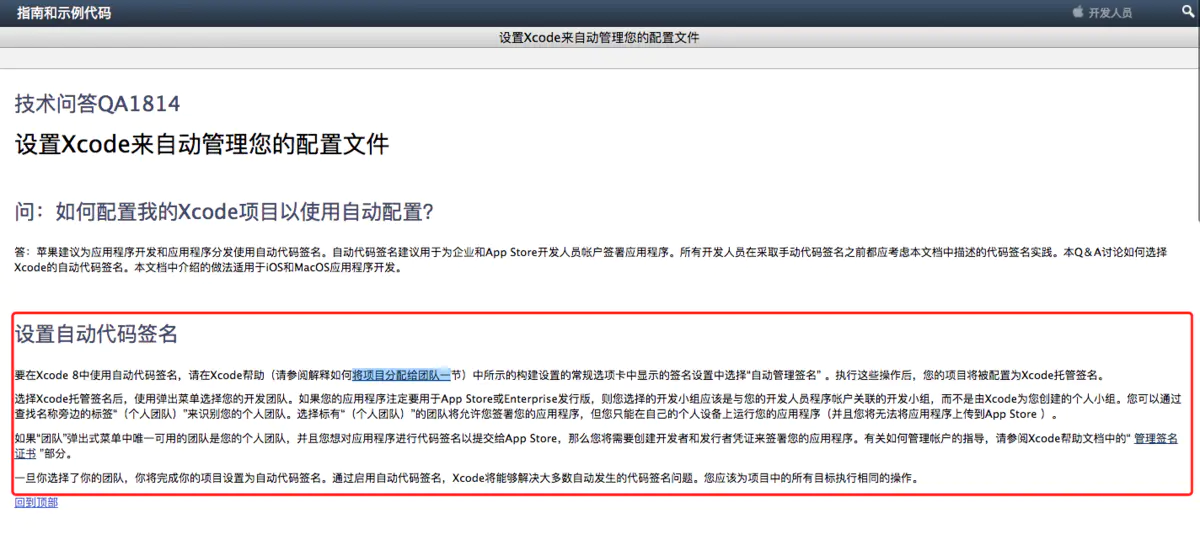 指南和示例代码
开发人员
设置Xcode来自动管理您的配置文件
技术问答QA1814
设置Xcode来自动管理您的配置文件
问：如何配置我的Xcode项目以使用自动配置？
答：苹果建议为应用程序开发和应用程序分发使用自动代码签名。自动代码签名建议用于为企业和App Store开发人员帐户签署应用程序。所有开发人员在采取手动代码签名之前都应考虑本文档中描述的代码签名实践。本Q＆A讨论如何选择
Xcode的自动代码签名。本文档中介绍的做法适用于iOS和MacOS应用程序开发。
设置自动代码签名
要在Xcode 8中使用自动代码签名，请在Xcode帮助（请参阅解释如何将项目分配给团队一节）中所示的构建设置的常规选项卡中显示的签名设置中选择“自动管理签名” 。执行这些操作后，您的项目将被配置为Xcode托管签名。
选择Xcode托管签名后，使用弹出菜单选择您的开发团队。如果您的应用程序注定要用于App Store或Enterprise发行版，则您选择的开发小组应该是与您的开发人员程序帐户关联的开发小组，而不是由Xcode为您创建的个人小组。您可以通过
查找名称旁边的标签“（个人团队）”来识别您的个人团队。选择标有“（个人团队）”的团队将允许您签署您的应用程序，但您只能在自己的个人设备上运行您的应用程序（并且您将无法将应用程序上传到App Store ）。
如果“团队”弹出式菜单中唯一可用的团队是您的个人团队，并且您想对应用程序进行代码签名以提交给App Store，那么您将需要创建开发者和发行者凭证来签署您的应用程序。有关如何管理帐户的指导，请参阅Xcode帮助文档中的“ 管理签名
证书 ”部分。
一旦你选择了你的团队，你将完成你的项目设置为自动代码签名。通过启用自动代码签名，Xcode将能够解决大多数自动发生的代码签名问题。您应该为项目中的所有目标执行相同的操作。
回到顶部